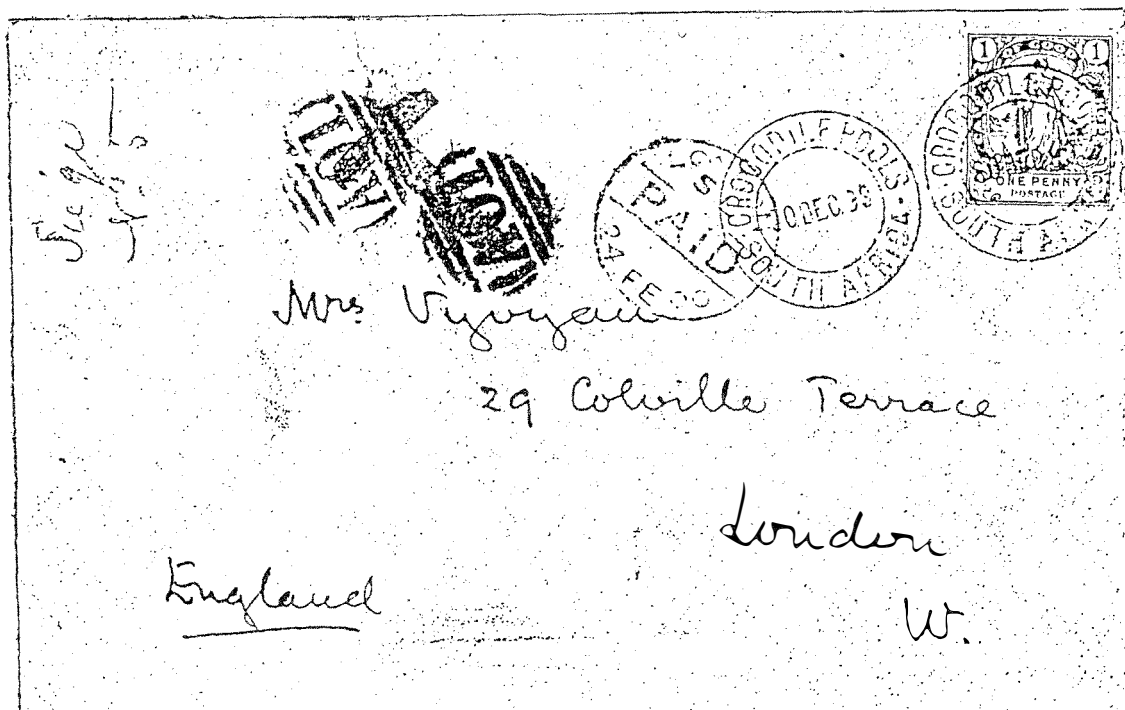 1 1
ONE PENNY
POSTAGE
CROCODILE POOLS
SOUTH AFRICA
10 DEC. 99
PAID
24 FE 00
Siege
Mrs. Vyvyan
29 Colville Terrace
London
W.
England